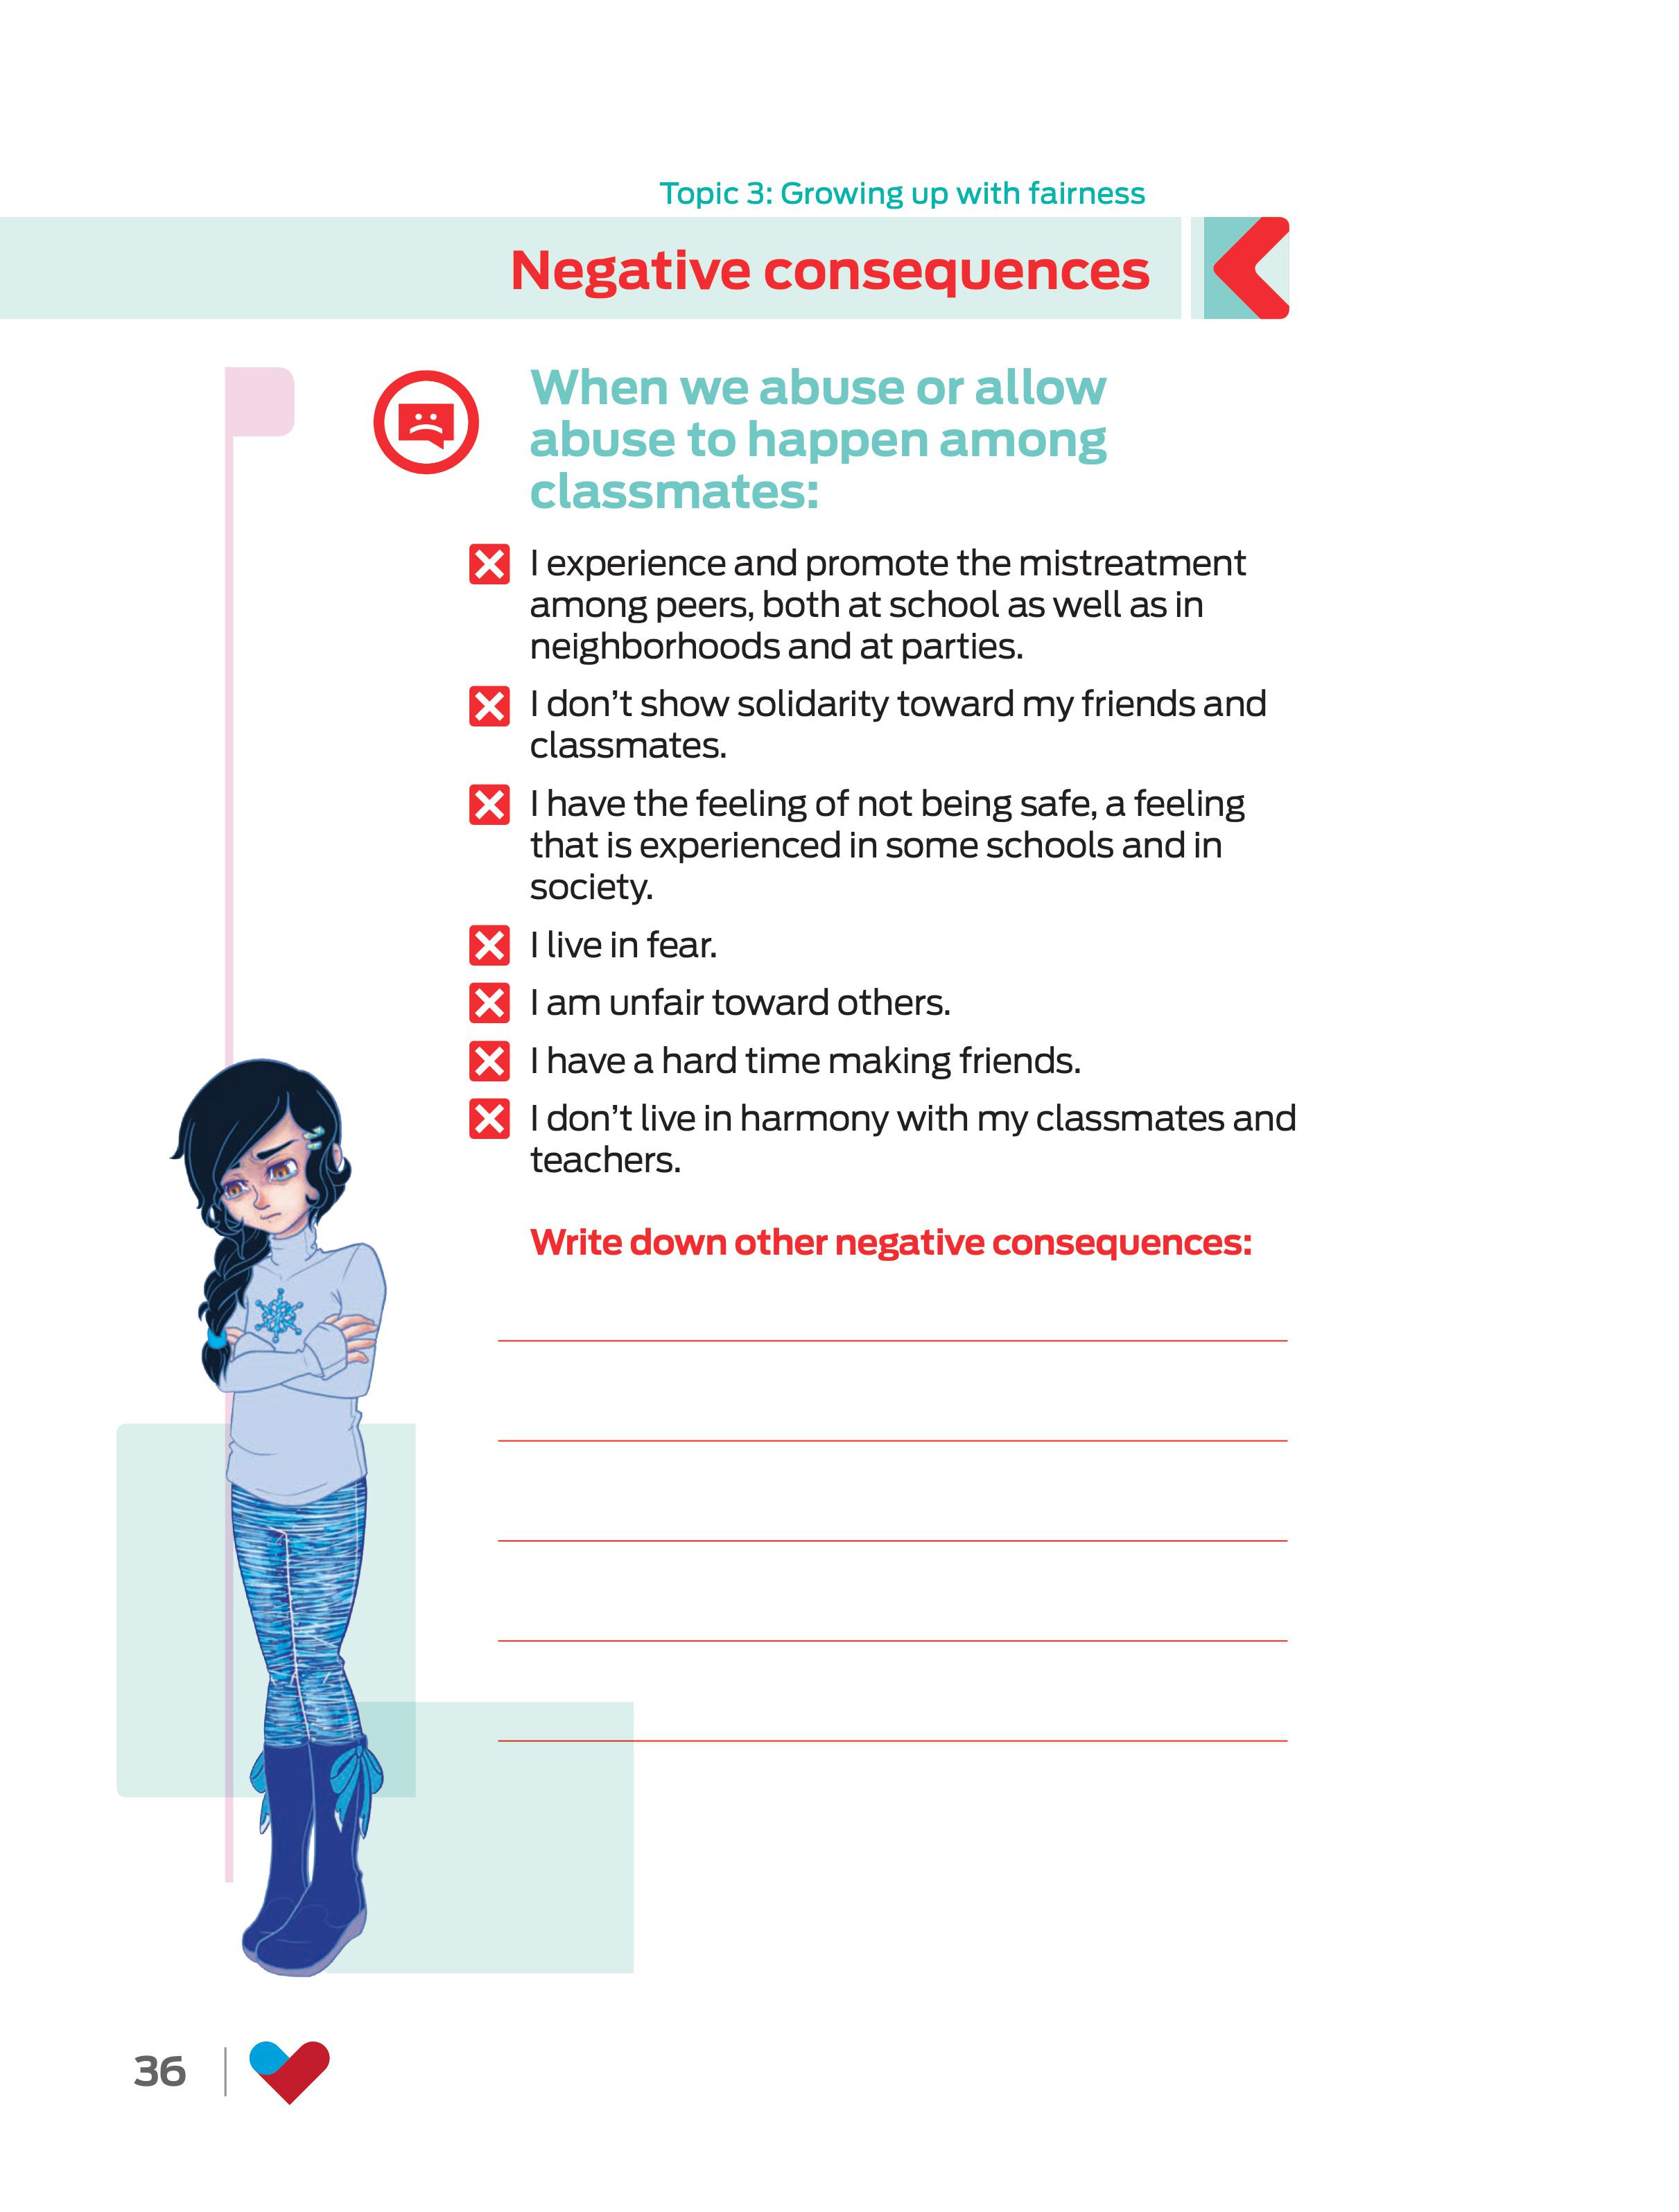 Topic 3: Growing up with fairness
Negative consequences
When we abuse or allow
abuse to happen among
classmates:
I experience and promote the mistreatment
among peers, both at school as well as in
neighborhoods and at parties.
I don’t show solidarity toward my friends and
classmates.
I have the feeling of not being safe, a feeling
that is experienced in some schools and in
society.
I live in fear.
I am unfair toward others.
I have a hard time making friends.
I don’t live in harmony with my classmates and
teachers.
Write down other negative consequences:
36